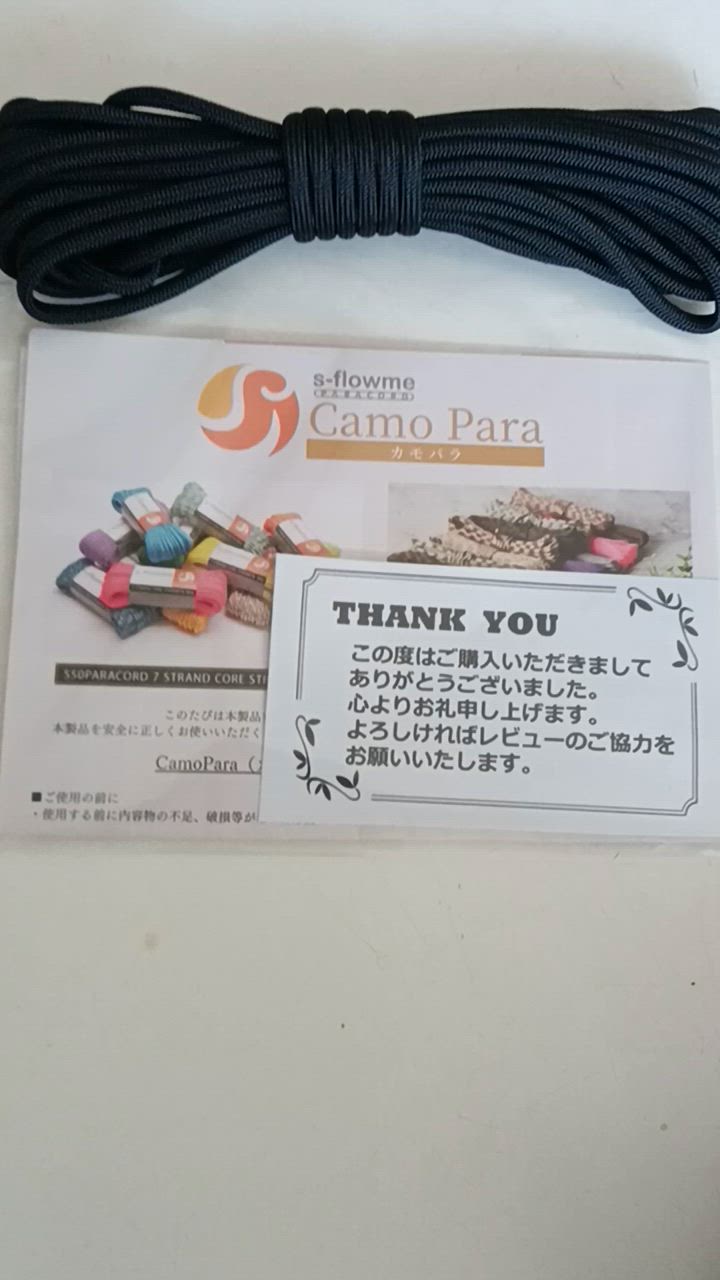 s-flowme
PARACORD
Camo Para
カモパラ
550PARACORD 7 STRAND CORE
このたびは本製品
本製品を安全に正しくお使いいただく
CamoPara
■ご使用の前に
・使用する前に内容物の不足、破損等が
THANK YOU
この度はご購入いただきまして
ありがとうございました。
心よりお礼申し上げます。
よろしければレビューのご協力を
お願いいたします。